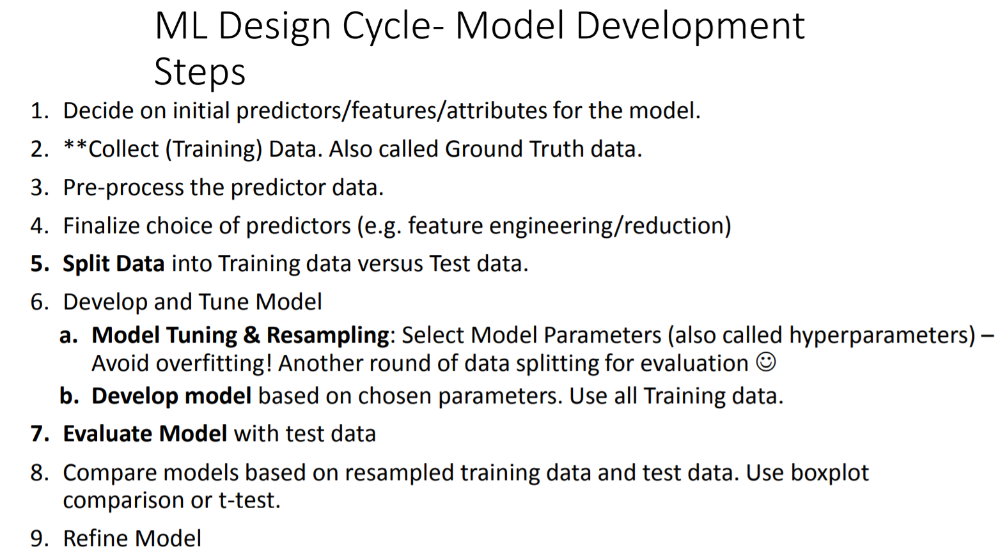 ML Design Cycle- Model Development
Steps
1. Decide on initial predictors/features/attributes for the model.
2. **Collect (Training) Data. Also called Ground Truth data.
3. Pre-process the predictor data.
4. Finalize choice of predictors (e.g. feature engineering/reduction)
5. Split Data into Training data versus Test data.
6. Develop and Tune Model
a. Model Tuning & Resampling: Select Model Parameters (also called hyperparameters) –
Avoid overfitting! Another round of data splitting for evaluation ☺
b. Develop model based on chosen parameters. Use all Training data.
7. Evaluate Model with test data
8. Compare models based on resampled training data and test data. Use boxplot
comparison or t-test.
9. Refine Model